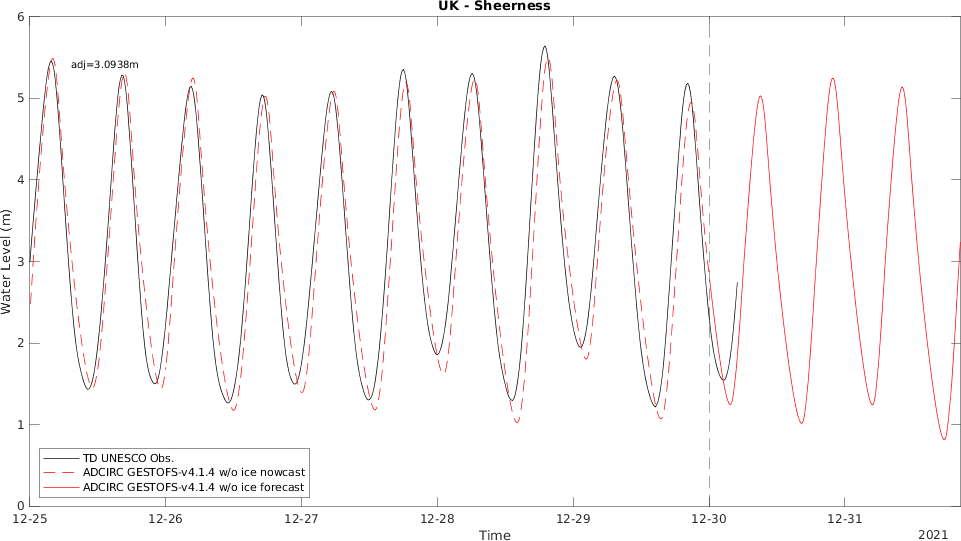 UK - Sheerness
adj=3.0938m
6
5
4
3
2
1
0
Water Level (m)
TD UNESCO Obs.
ADCIRC GESTOFS-v4.1.4 w/o ice nowcast
ADCIRC GESTOFS-v4.1.4 w/o ice forecast
12-25 12-26 12-27 12-28 12-29 12-30 12-31
Time
2021